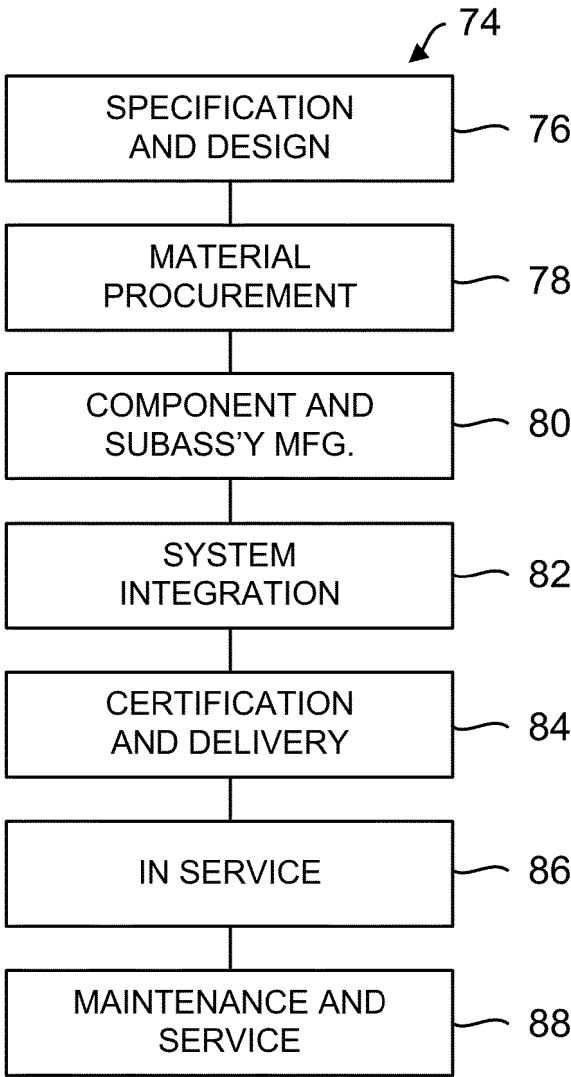 74
SPECIFICATION
AND DESIGN
76
MATERIAL
PROCUREMENT
78
COMPONENT AND
SUBASS’Y MFG.
80
SYSTEM
INTEGRATION
82
CERTIFICATION
AND DELIVERY
84
IN SERVICE
86
MAINTENANCE AND
SERVICE
88